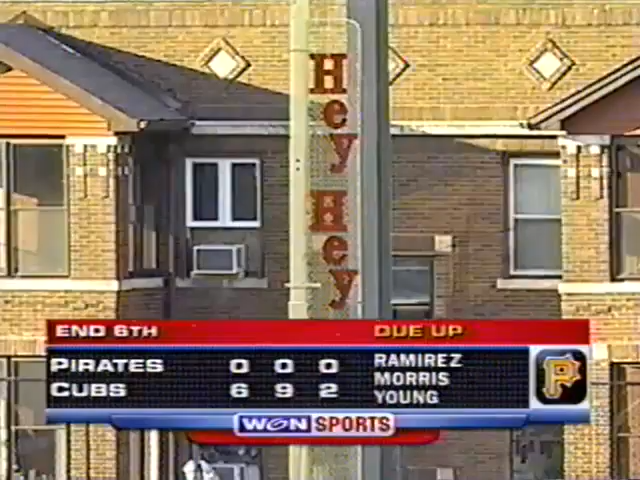 Hey
Hey
END 6TH DUE UP
PIRATES 0 0 0 RAMIREZ
CUBS 6 9 2 MORRIS
YOUNG
P
WGN SPORTS